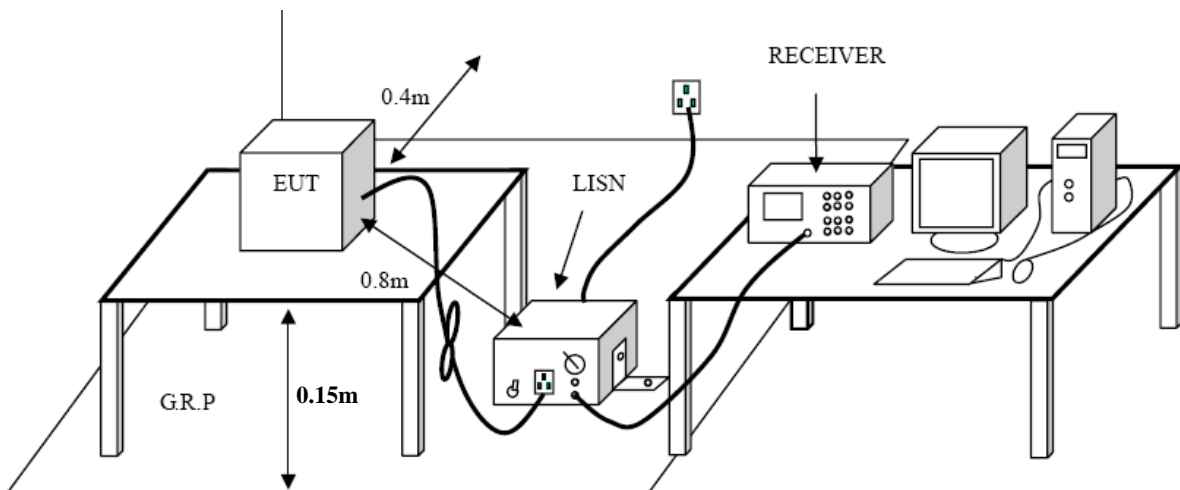 RECEIVER
0.4m
EUT
LISN
0.8m
0.15m
G.R.P